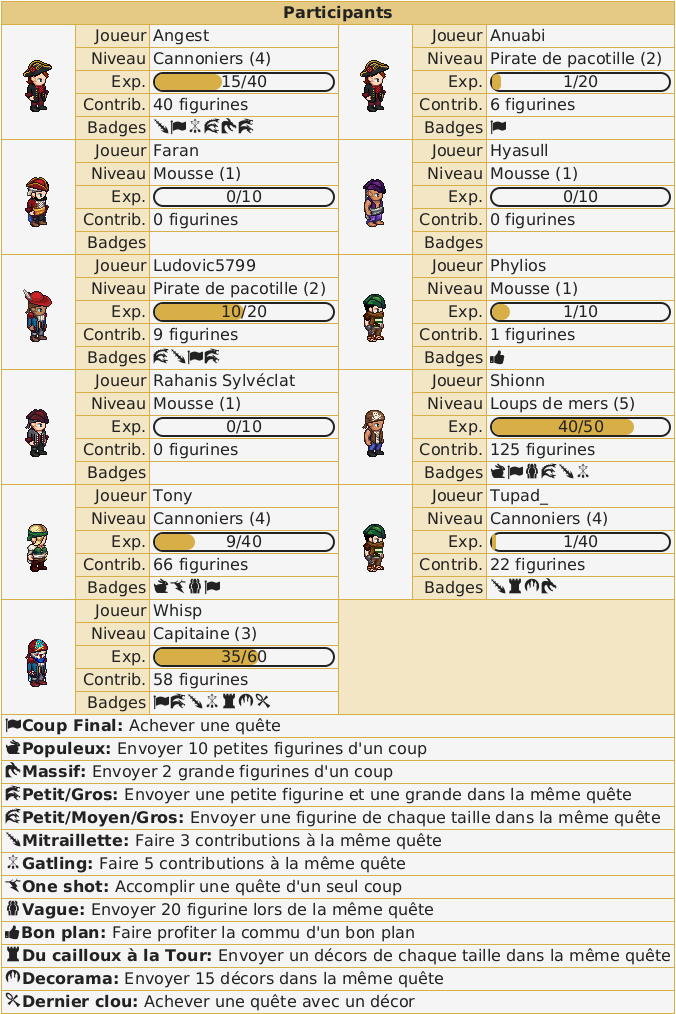 Participants
Joueur Angest
Niveau Cannoniers (4)
Exp. 15/40
Contrib. 40 figurines
Badges
Joueur Anuabi
Niveau Pirate de pacotille (2)
Exp. 1/20
Contrib. 6 figurines
Badges
Joueur Faran
Niveau Mousse (1)
Exp. 0/10
Contrib. 0 figurines
Badges
Joueur Hyasull
Niveau Mousse (1)
Exp. 0/10
Contrib. 0 figurines
Badges
Joueur Ludovic5799
Niveau Pirate de pacotille (2)
Exp. 10/20
Contrib. 9 figurines
Badges
Joueur Phylios
Niveau Mousse (1)
Exp. 1/10
Contrib. 1 figurines
Badges
Joueur Rahanis Sylvéclat
Niveau Mousse (1)
Exp. 0/10
Contrib. 0 figurines
Badges
Joueur Shionn
Niveau Loups de mers (5)
Exp. 40/50
Contrib. 125 figurines
Badges
Joueur Tony
Niveau Cannoniers (4)
Exp. 9/40
Contrib. 66 figurines
Badges
Joueur Tupad_
Niveau Cannoniers (4)
Exp. 1/40
Contrib. 22 figurines
Badges
Joueur Whisp
Niveau Capitaine (3)
Exp. 35/60
Contrib. 58 figurines
Badges
Coup Final: Achever une quête
Populeux: Envoyer 10 petites figurines d'un coup
Massif: Envoyer 2 grande figurines d'un coup
Petit/Gros: Envoyer une petite figurine et une grande dans la même quête
Petit/Moyen/Gros: Envoyer une figurine de chaque taille dans la même quête
Mitraillette: Faire 3 contributions à la même quête
Gatling: Faire 5 contributions à la même quête
One shot: Accomplir une quête d'un seul coup
Vague: Envoyer 20 figurine lors de la même quête
Bon plan: Faire profiter la commu d'un bon plan
Du cailloux à la Tour: Envoyer un décors de chaque taille dans la même quête
Decorama: Envoyer 15 décors dans la même quête
Dernier clou: Achever une quête avec un décor